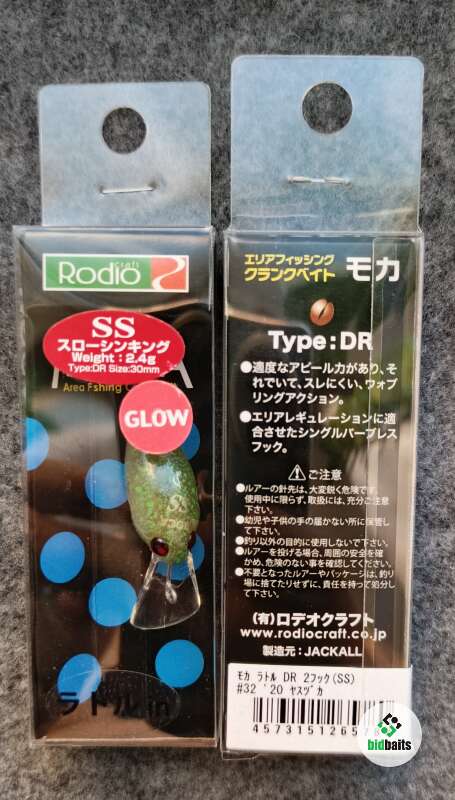 Rodio craft
SS
スローシンキング
Weight : 2.4g
Type:DR Size:30mm
Area Fshing
GLOW
ラトル in
エリアフィッシング
クランクベイト モカ
Type:DR
●適度なアピール力があり、そ
れでいて、スレにくい、ウォブ
リングアクション。
●エリアレギュレーションに適
合させたシングルバーブレス
フック。
⚠ご注意
●ルアーの針先は、大変鋭く危険です。
使用中に限らず、取扱には、充分ご注意
下さい。
●幼児や子供の手の届かない所に保管し
て下さい。
●釣り以外の目的に使用しないで下さい。
●ルアーを投げる場合、周囲の安全を確
かめ、危険のない事を確認してください。
●不要となったルアーやパッケージは、釣り
場に捨てたりせずに、責任を持って処分し
て下さい。
(有)ロデオクラフト
www.rodiocraft.co.jp
製造元:JACKALL
モカ ラトル DR 2フック(SS)
#32 '20 ヤスヅカ
4573151265
bidbaits